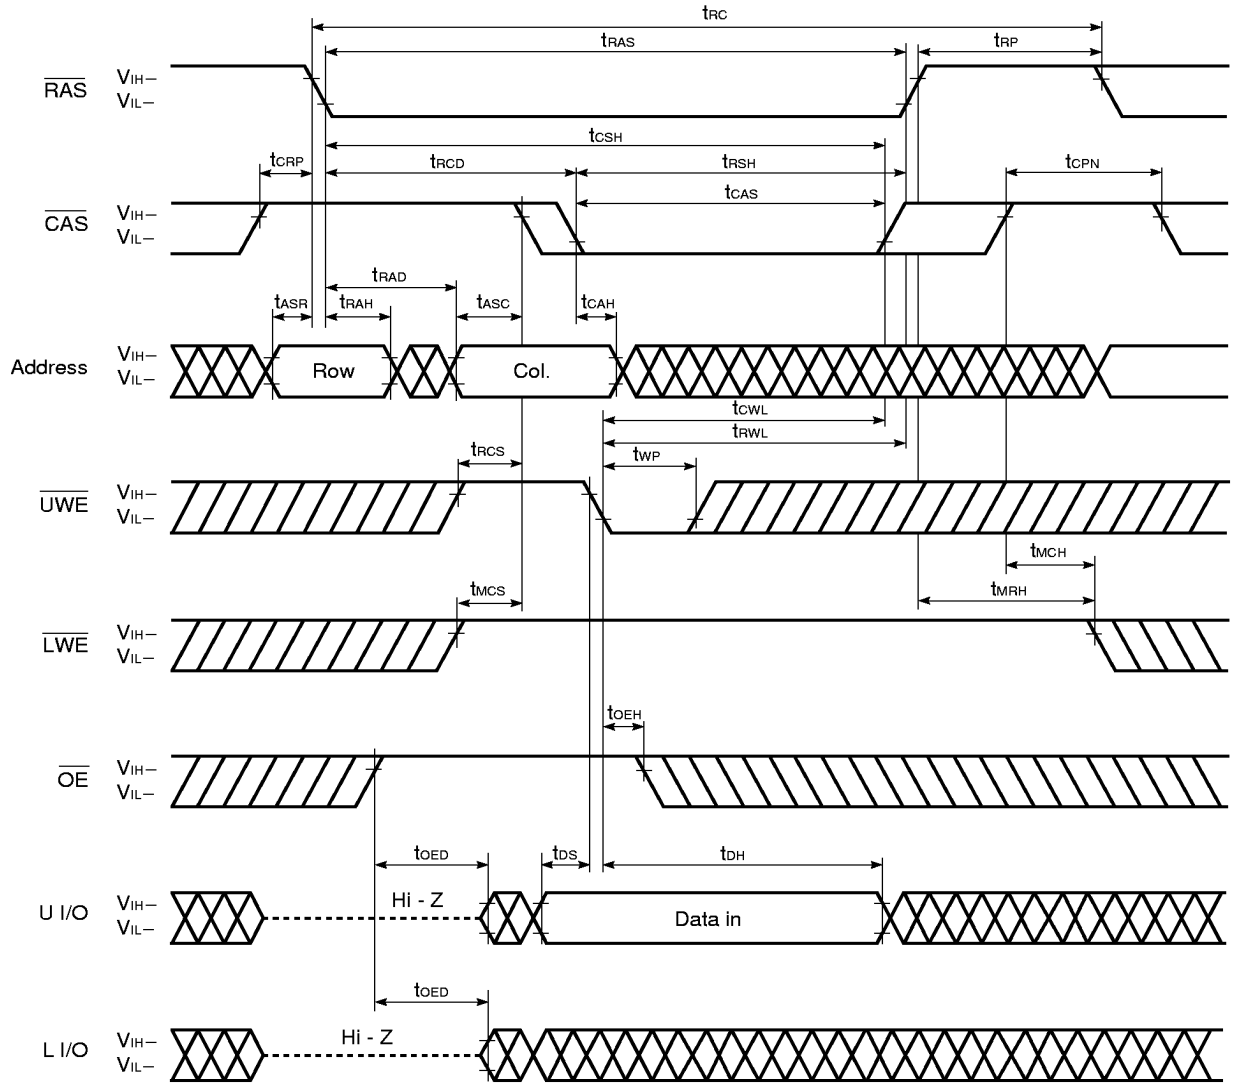 tRC
tRAS
tRP
RAS
VIH–
VIL–
tCSH
tCRP
tRCD
tRSH
tCPN
tCAS
CAS
VIH–
VIL–
tRAD
tASR
tRAH
tASC
tCAH
Address
VIH–
VIL–
Row
Col.
tCWL
tRWL
tRCS
tWP
UWE
VIH–
VIL–
tMCH
tMCS
tMRH
LWE
VIH–
VIL–
tOEH
OE
VIH–
VIL–
tOED
tDS
tDH
U I/O
VIH–
VIL–
Hi - Z
Data in
tOED
L I/O
VIH–
VIL–
Hi - Z